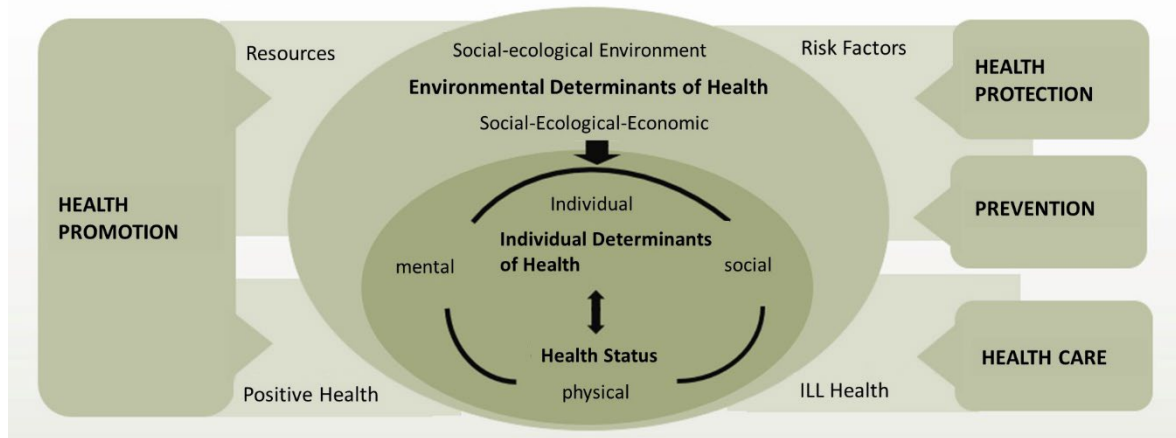 Resources
Social-ecological Environment
Risk Factors
Environmental Determinants of Health
Social-Ecological-Economic
HEALTH
PROTECTION
HEALTH
PROMOTION
Individual
Individual Determinants
of Health
mental
social
PREVENTION
Health Status
physical
Positive Health
ILL Health
HEALTH CARE